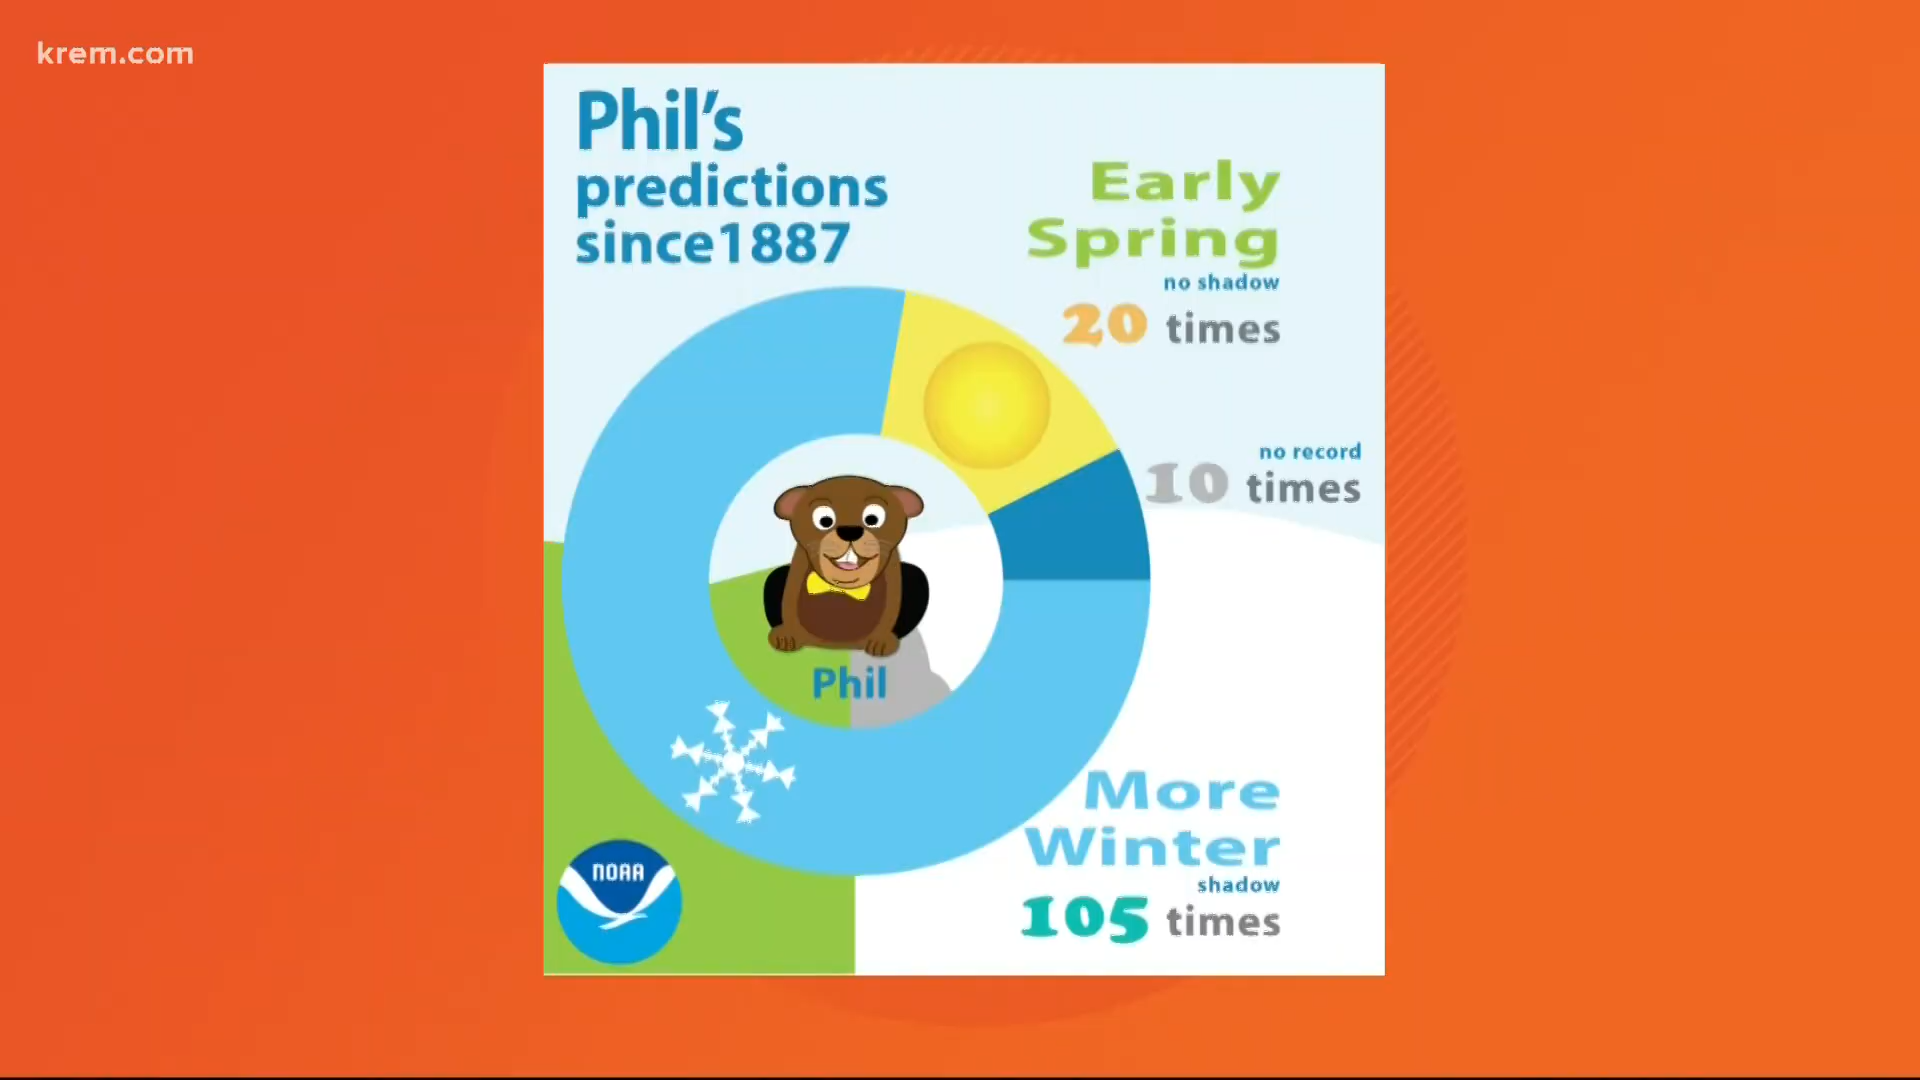 krem.com
Phil's
predictions
since1887
Early
Spring
no shadow
20 times
no record
10 times
Phil
More
Winter
shadow
105 times
NOAA